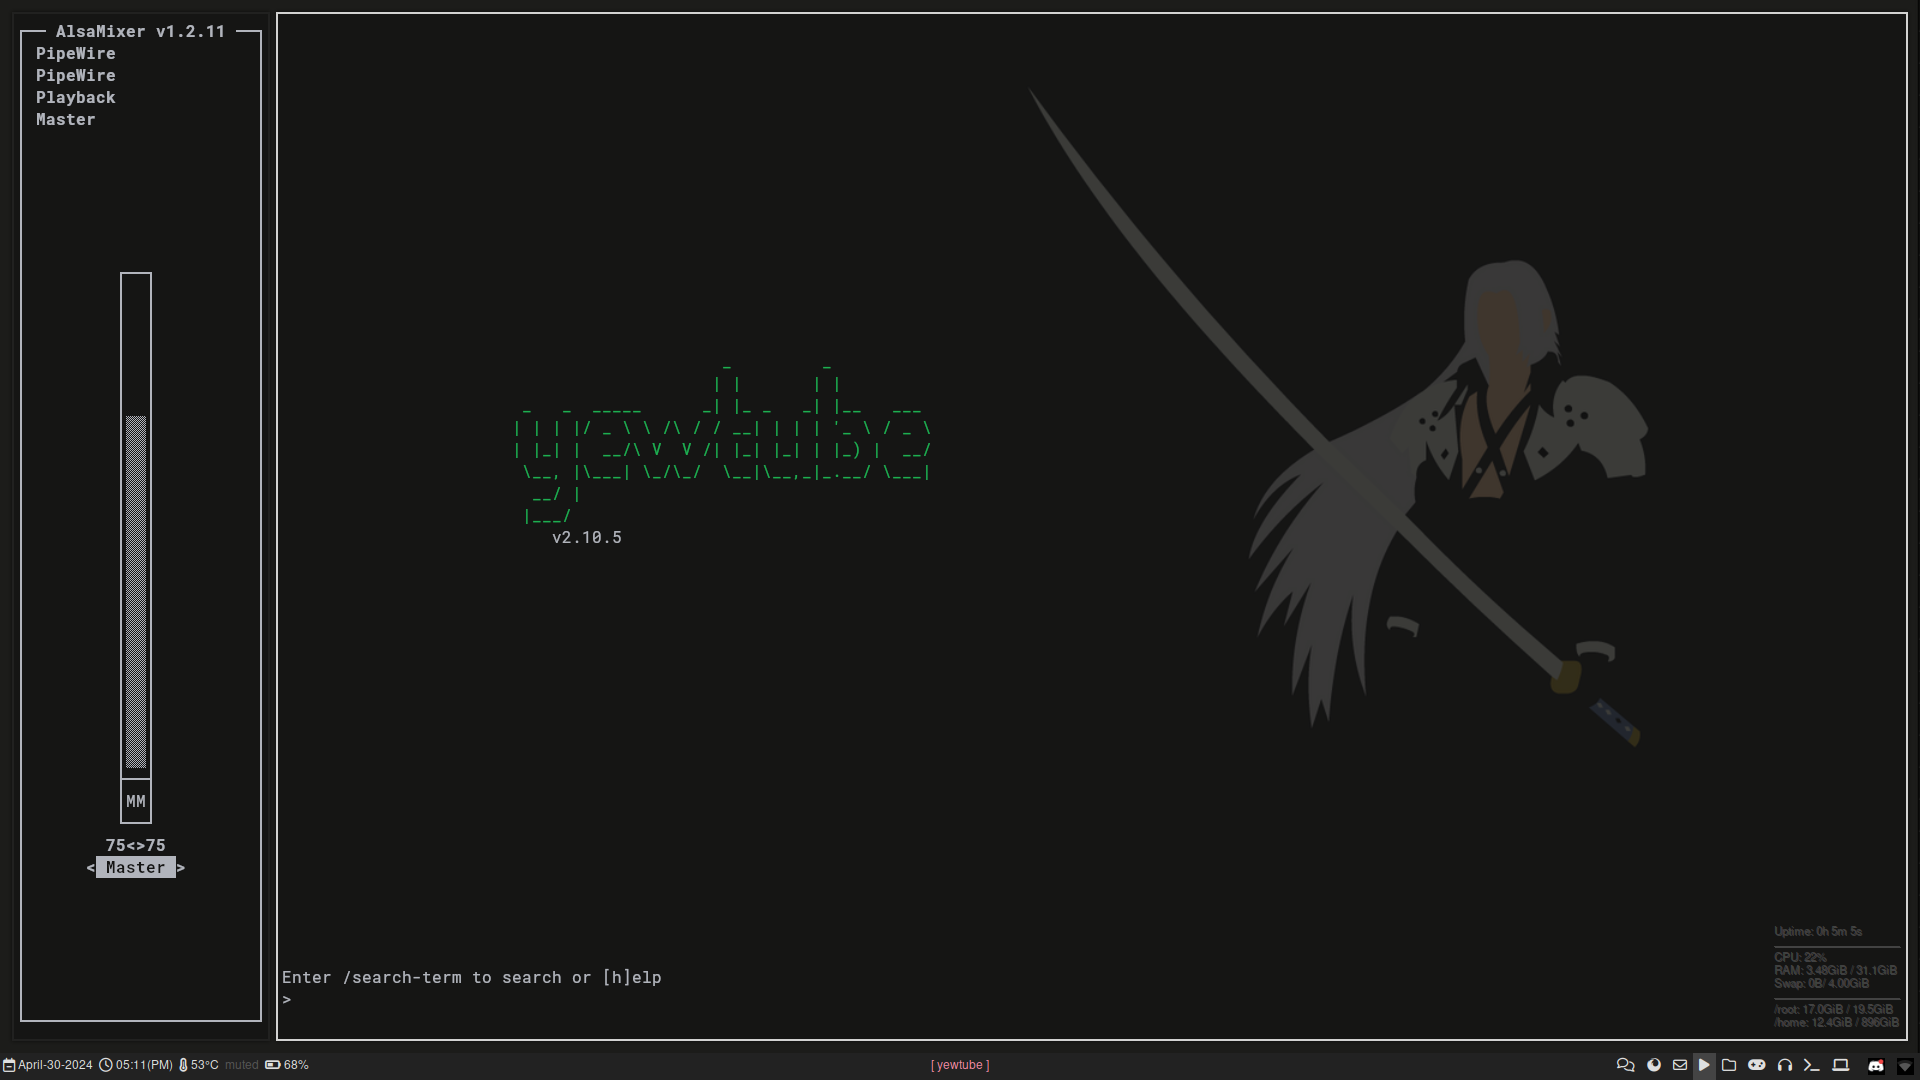 AlsaMixer v1.2.11
PipeWire
PipeWire
Playback
Master
MM
75<>75
< Master >
yewtube
v2.10.5
Enter /search-term to search or [h]elp
>
Uptime: 0h 5m 5s
CPU: 22%
RAM: 3.48GiB / 31.1GiB
Swap: 0B/ 4.00GiB
/root: 17.0GiB / 19.5GiB
/home: 12.4GiB / 896GiB
April-30-2024 05:11(PM) 53°C muted 68% [ yewtube ]